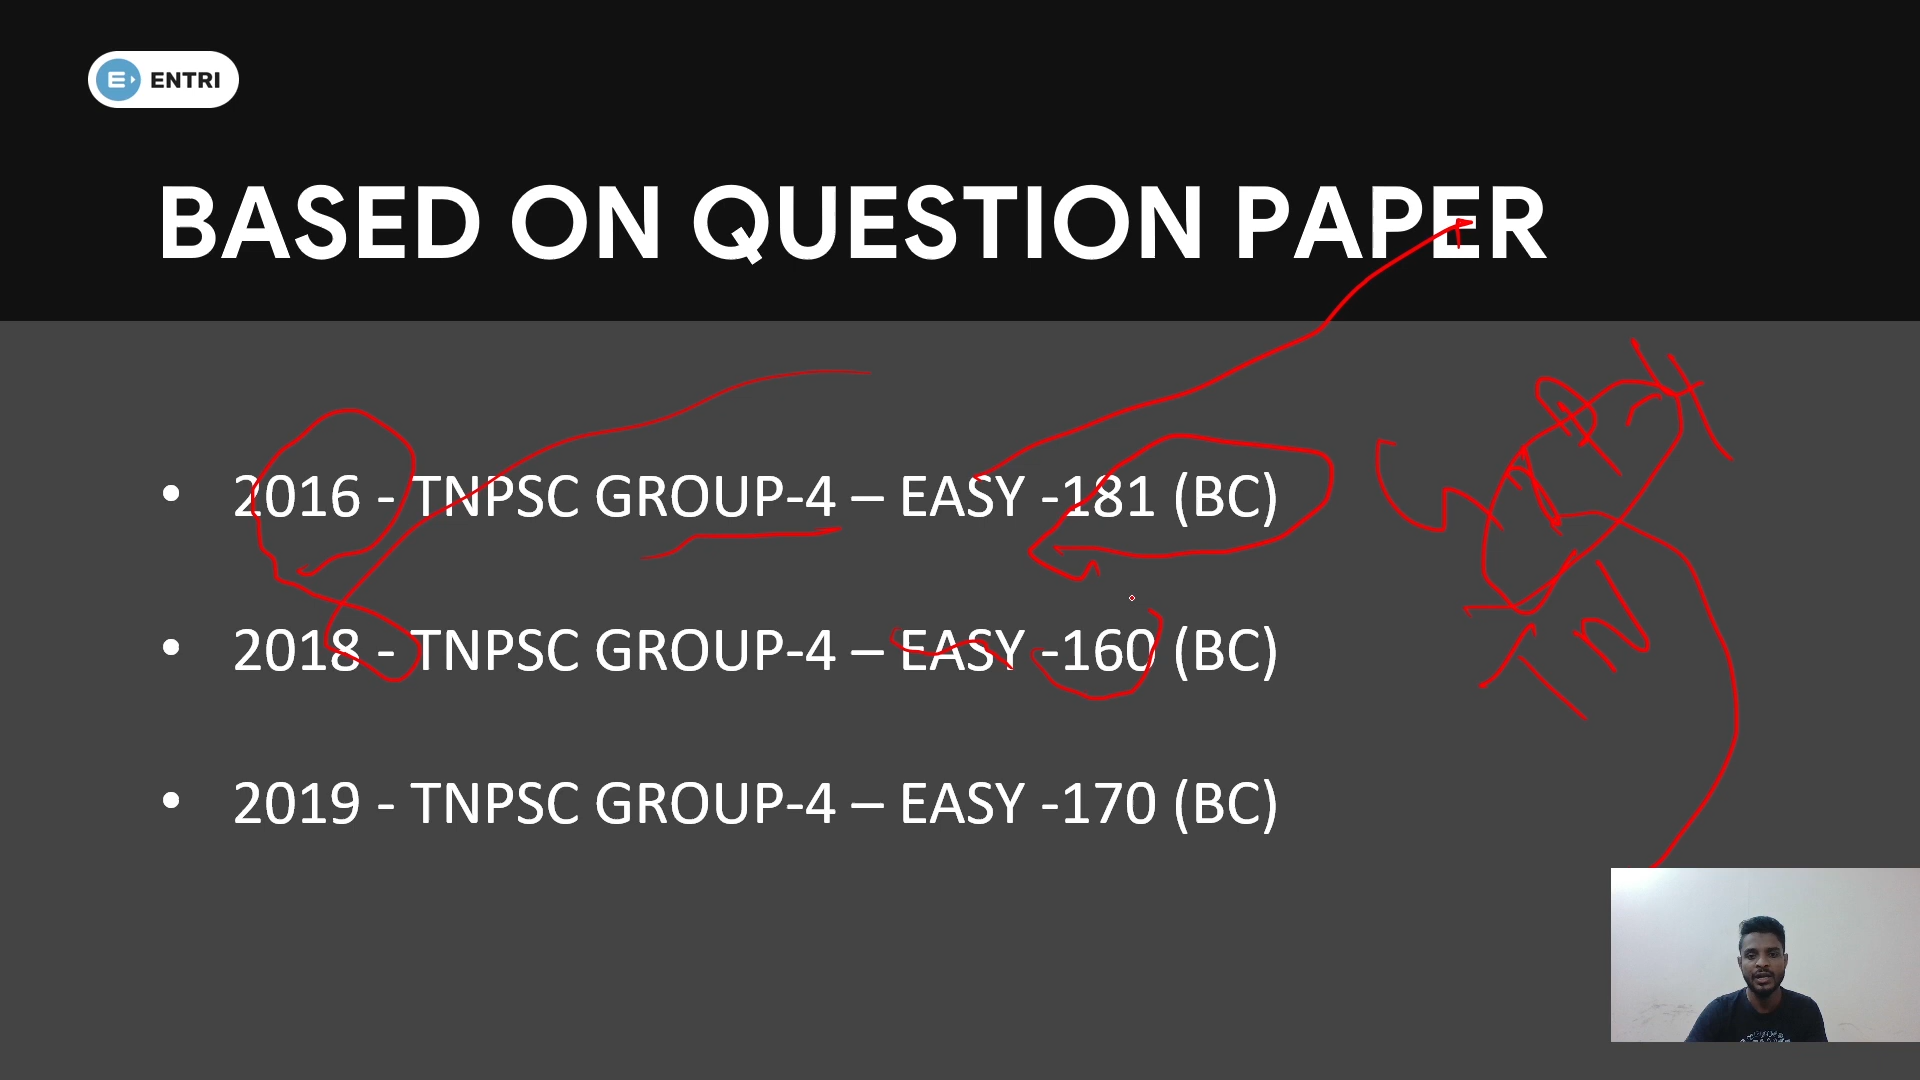 ENTRI
BASED ON QUESTION PAPER
• 2016 - TNPSC GROUP-4 – EASY -181 (BC)
• 2018 - TNPSC GROUP-4 – EASY -160 (BC)
• 2019 - TNPSC GROUP-4 – EASY -170 (BC)